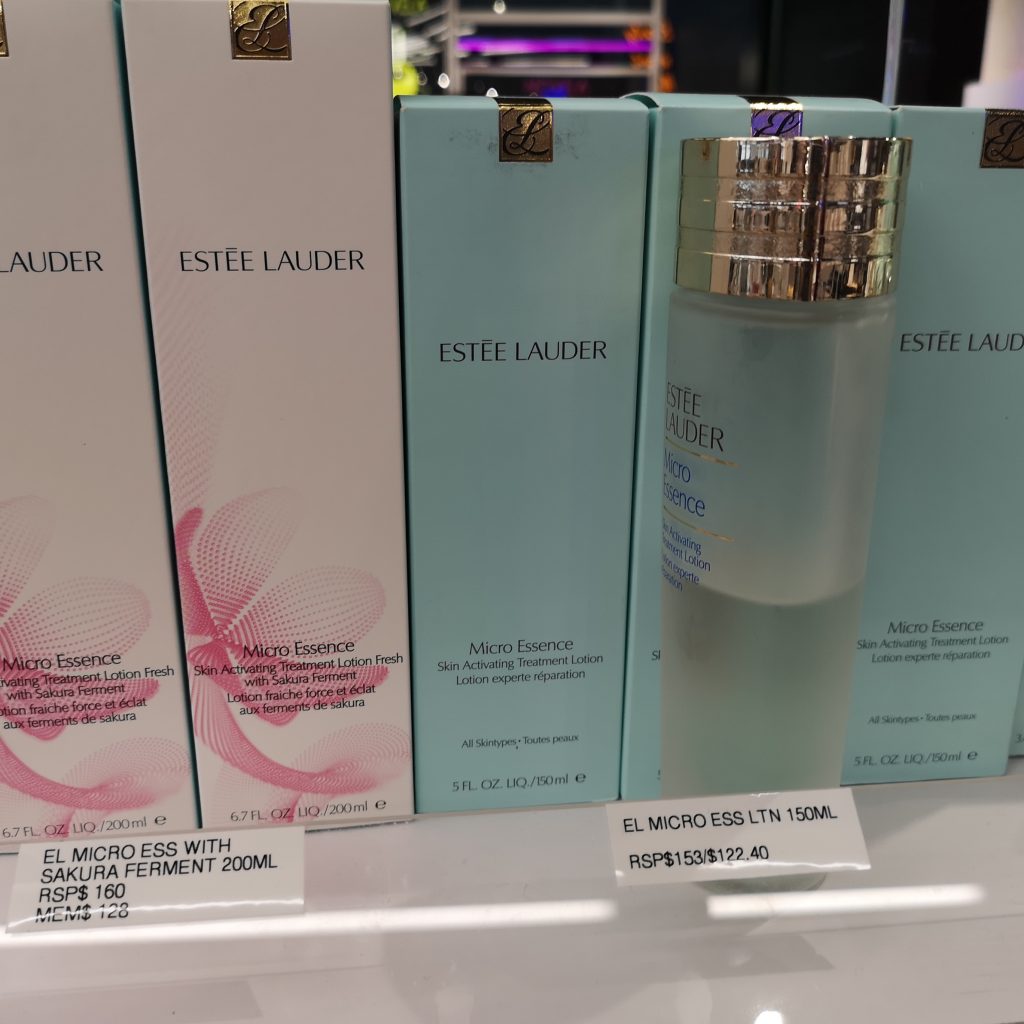 LAUDER
Micro Essence
Treatment Lotion Fresh
with Sakura Ferment
fraîche force et éclat
aux ferments de sakura
6.7 FL. OZ. LIQ./200 ml e
ESTĒE LAUDER
Micro Essence
Skin Activating Treatment Lotion Fresh
with Sakura Ferment
Lotion fraîche force et éclat
aux ferments de sakura
6.7 FL. OZ. LIQ./200 ml e
ESTĒE LAUDER
Micro Essence
Skin Activating Treatment Lotion
Lotion experte réparation
All Skintypes • Toutes peaux
5 FL. OZ. LIQ./150 ml e
ESTĒE
LAUDER
Micro
Essence
Activating
Treatment Lotion
experte
ESTĒE LAUD
Micro Essence
Skin Activating Treatment Lotion
Lotion experte réparation
All Skintypes • Toutes peaux
5 FL. OZ. LIQ./150 ml e
EL MICRO ESS WITH
SAKURA FERMENT 200ML
RSP$ 160
MEM$ 128
EL MICRO ESS LTN 150ML
RSP$153/$122.40